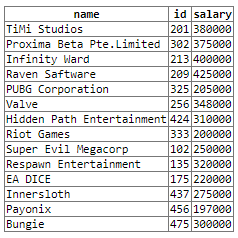 name id salary
TiMi Studios 201 380000
Proxima Beta Pte.Limited 302 375000
Infinity Ward 213 400000
Raven Saftware 209 425000
PUBG Corporation 325 205000
Valve 256 348000
Hidden Path Entertainment 424 310000
Riot Games 333 200000
Super Evil Megacorp 102 250000
Respawn Entertainment 135 320000
EA DICE 175 220000
Innersloth 437 275000
Payonix 456 197000
Bungie 475 300000